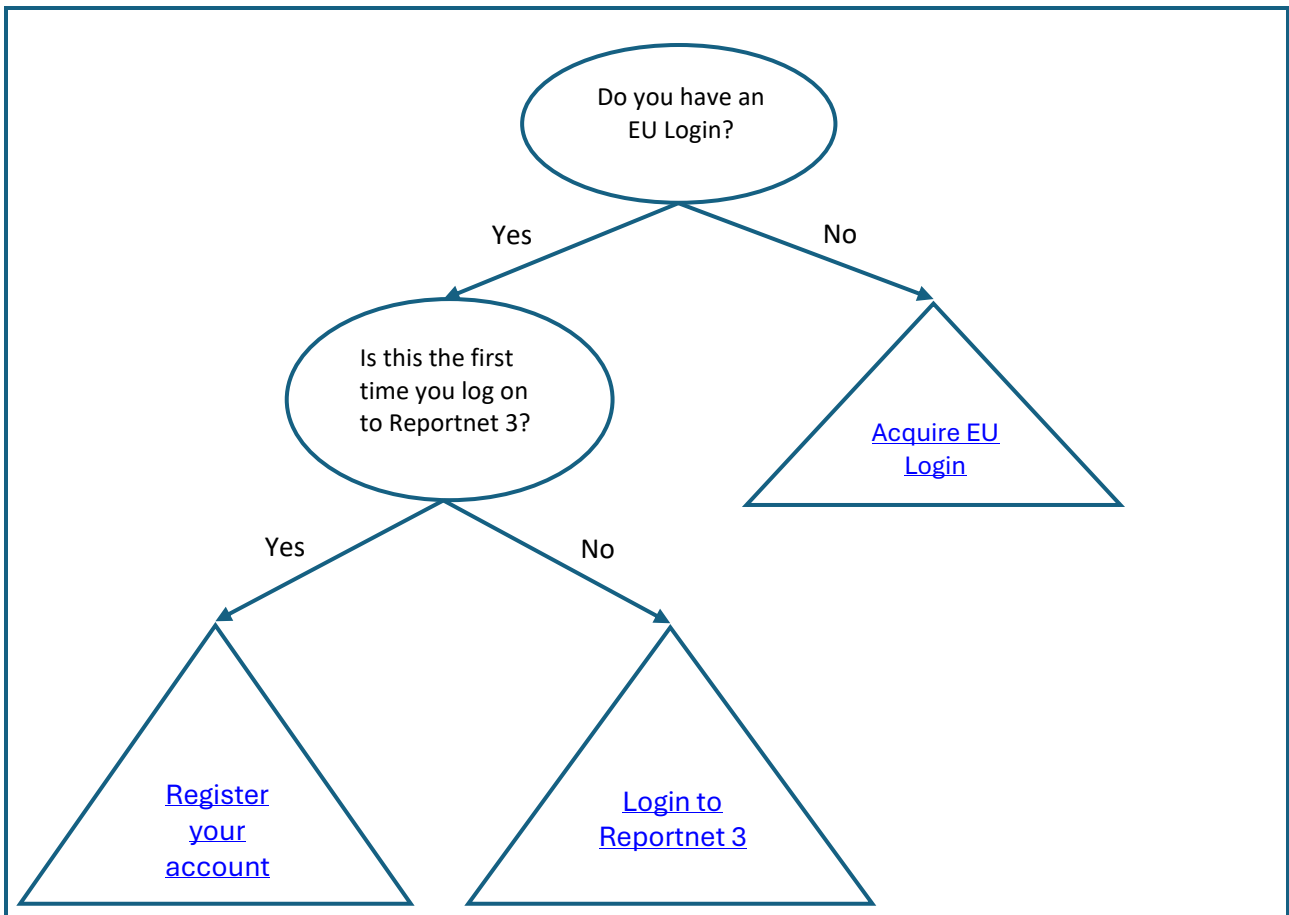 Do you have an
EU Login?
Yes
No
Is this the first
time you log on
to Reportnet 3?
Acquire EU
Login
Yes
No
Register
your
account
Login to
Reportnet 3